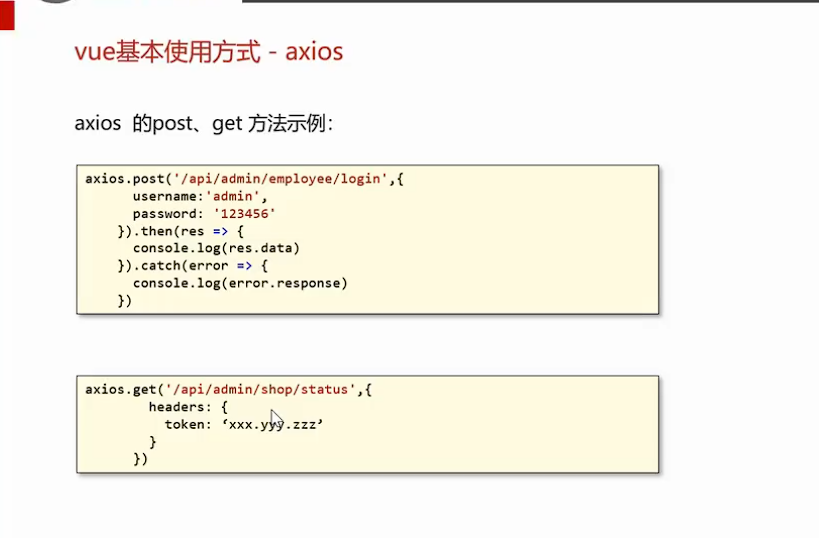 vue基本使用方式 - axios
axios 的post、get 方法示例：
axios.post('/api/admin/employee/login',{
username:'admin',
password: '123456'
}).then(res => {
console.log(res.data)
}).catch(error => {
console.log(error.response)
})
axios.get('/api/admin/shop/status',{
headers: {
token: ‘xxx.yyy.zzz’
}
})